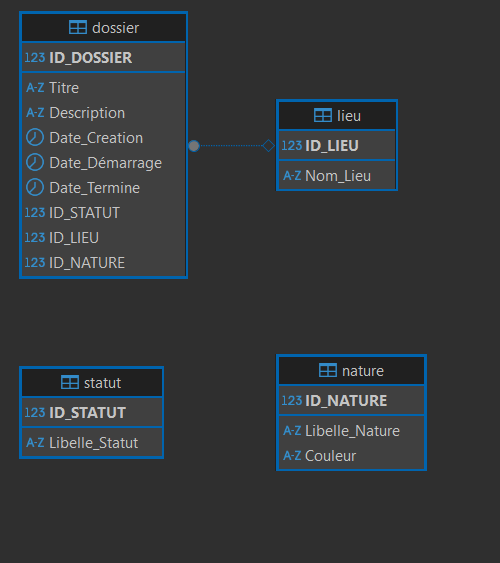 dossier
123 ID_DOSSIER
A-Z Titre
A-Z Description
Date_Creation
Date_Démarrage
Date_Termine
123 ID_STATUT
123 ID_LIEU
123 ID_NATURE
lieu
123 ID_LIEU
A-Z Nom_Lieu
statut
123 ID_STATUT
A-Z Libelle_Statut
nature
123 ID_NATURE
A-Z Libelle_Nature
A-Z Couleur